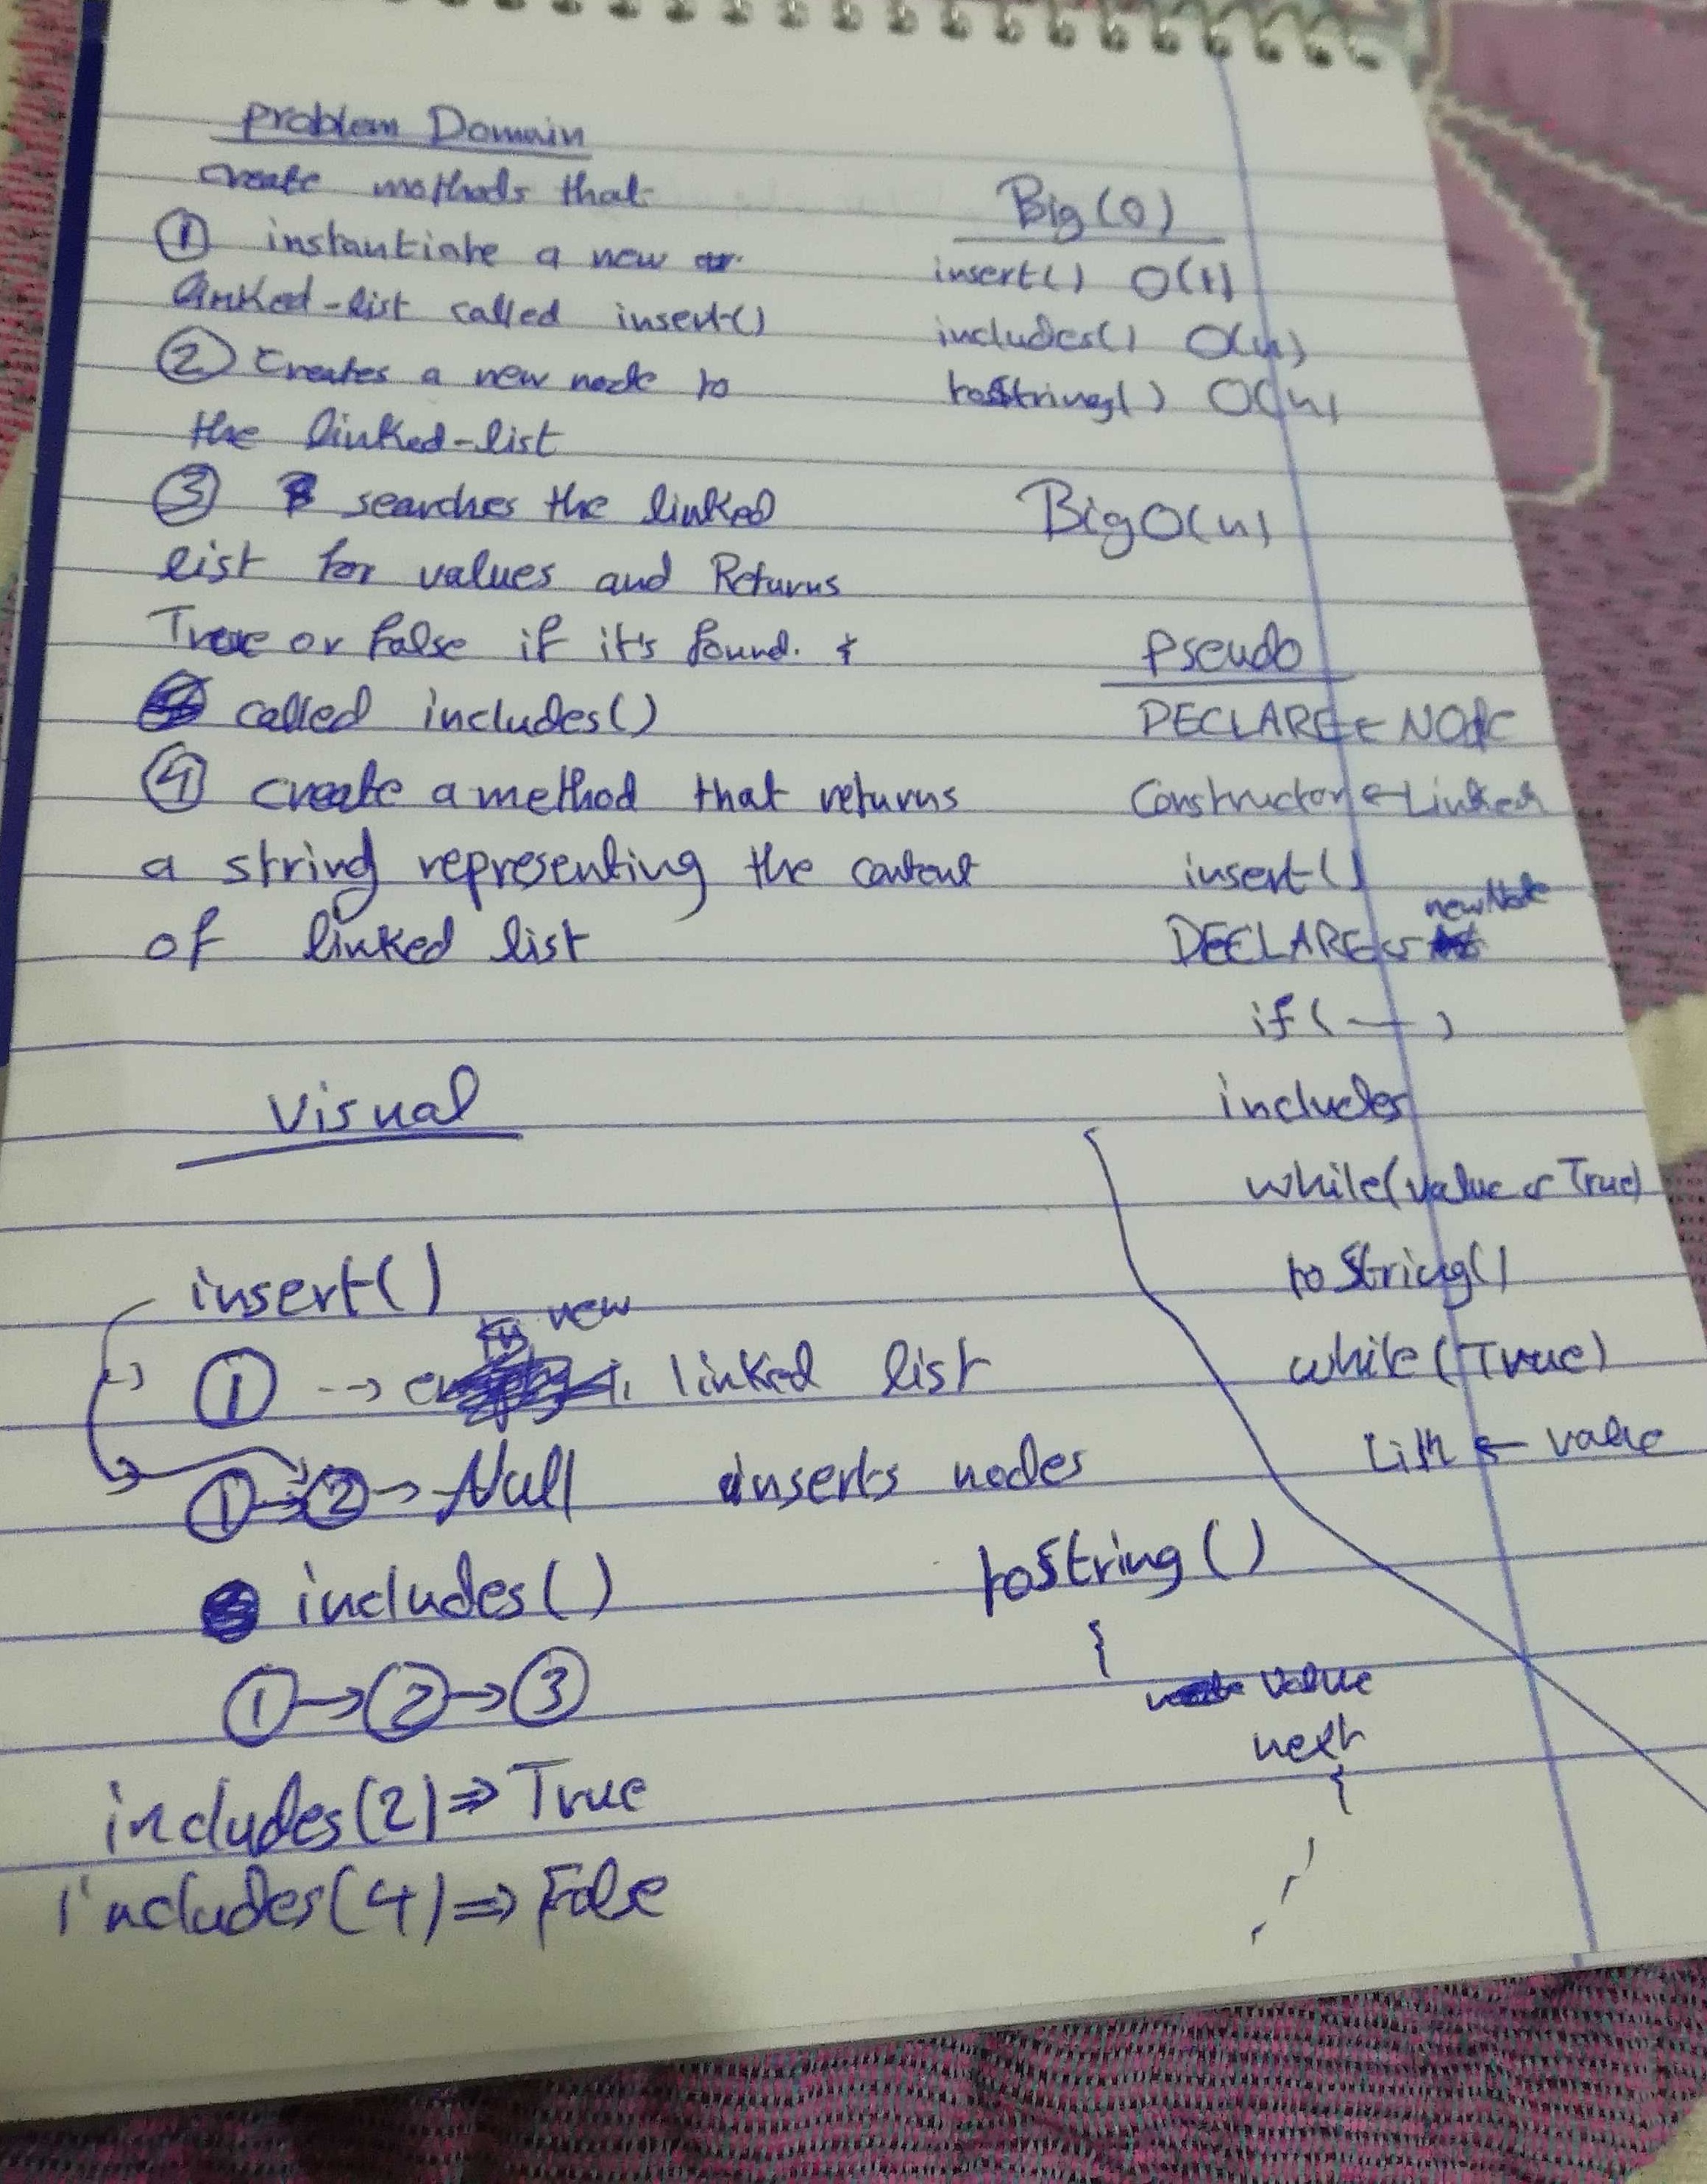 Problem Domain
create methods that
① instantiate a new
linked-list called insert()
② Creates a new node to
the linked-list
③ searches the linked
list for values and Returns
True or false if it's found. &
called includes()
④ create a method that returns
a string representing the content
of linked list
Big(O)
insert() O(1)
includes() O(n)
toString() O(n)
Big O(n)
Pseudo
DECLARE ← NOde
Constructor ← Linked
insert()
newNode
DECLARE ←
if( — )
includes
while(value ← True)
toString()
while(True)
← value
Visual
insert()
new
① --> linked list
① → ② → Null inserts nodes
includes()
① → ② → ③
includes(2) => True
includes(4) => False
toString()
{
value
next
{